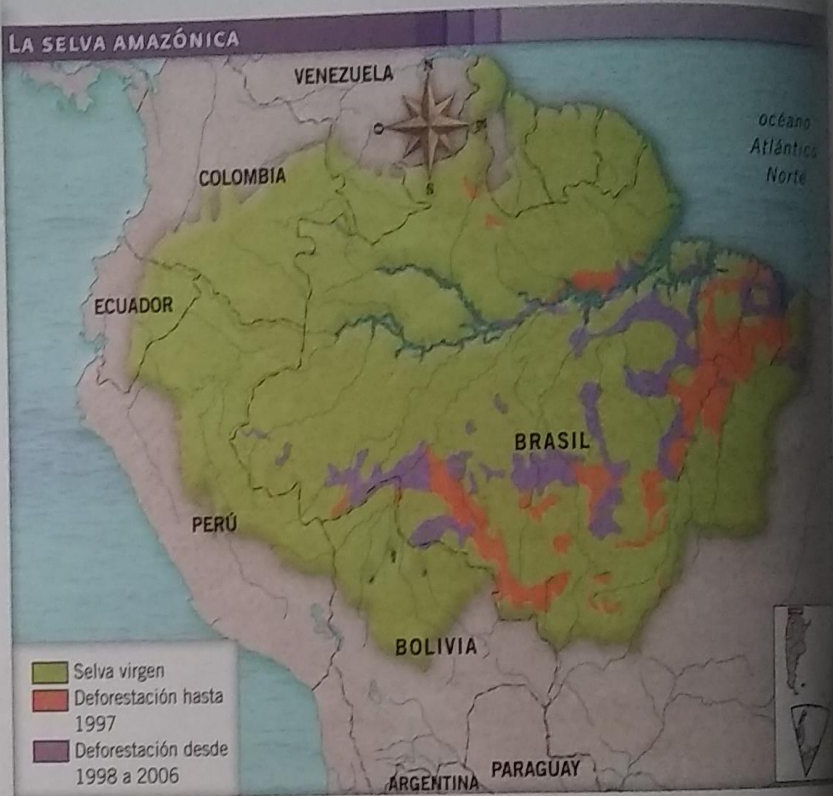 LA SELVA AMAZÓNICA
VENEZUELA
N
O
S
océano
Atlántico
Norte
COLOMBIA
ECUADOR
BRASIL
PERÚ
BOLIVIA
Selva virgen
Deforestación hasta
1997
Deforestación desde
1998 a 2006
PARAGUAY
ARGENTINA